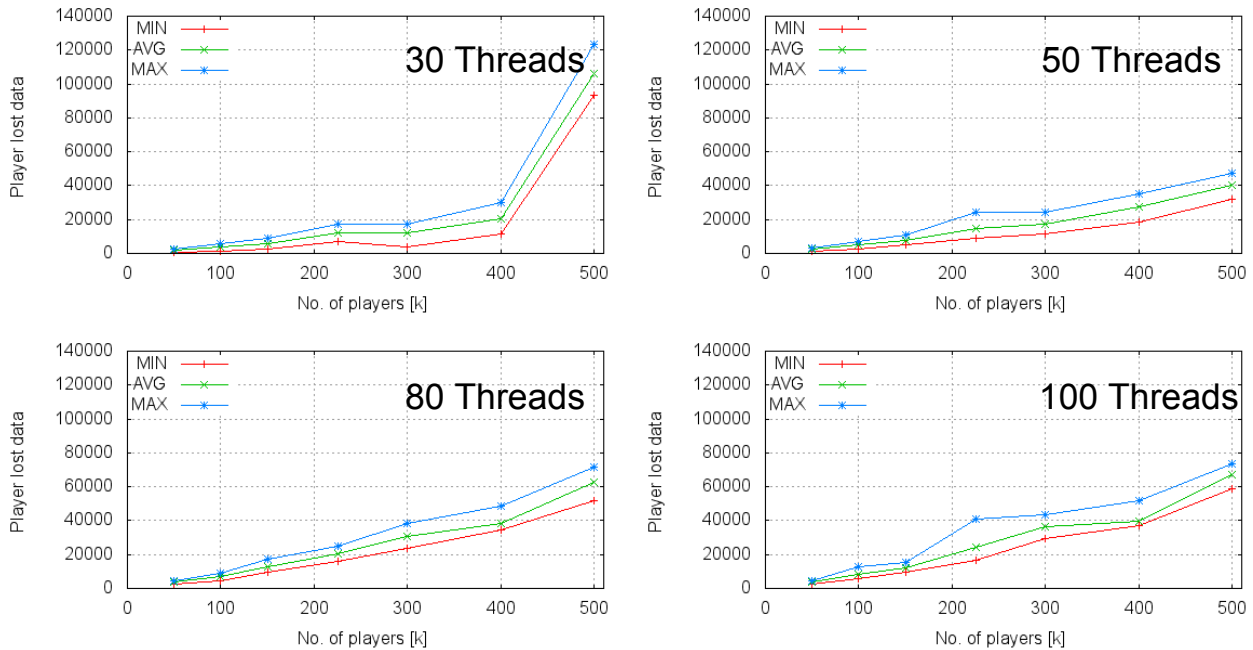 140000
120000
100000
80000
60000
40000
20000
0
Player lost data
MIN
AVG
MAX
30 Threads
0 100 200 300 400 500
No. of players [k]
140000
120000
100000
80000
60000
40000
20000
0
Player lost data
MIN
AVG
MAX
50 Threads
0 100 200 300 400 500
No. of players [k]
140000
120000
100000
80000
60000
40000
20000
0
Player lost data
MIN
AVG
MAX
80 Threads
0 100 200 300 400 500
No. of players [k]
140000
120000
100000
80000
60000
40000
20000
0
Player lost data
MIN
AVG
MAX
100 Threads
0 100 200 300 400 500
No. of players [k]